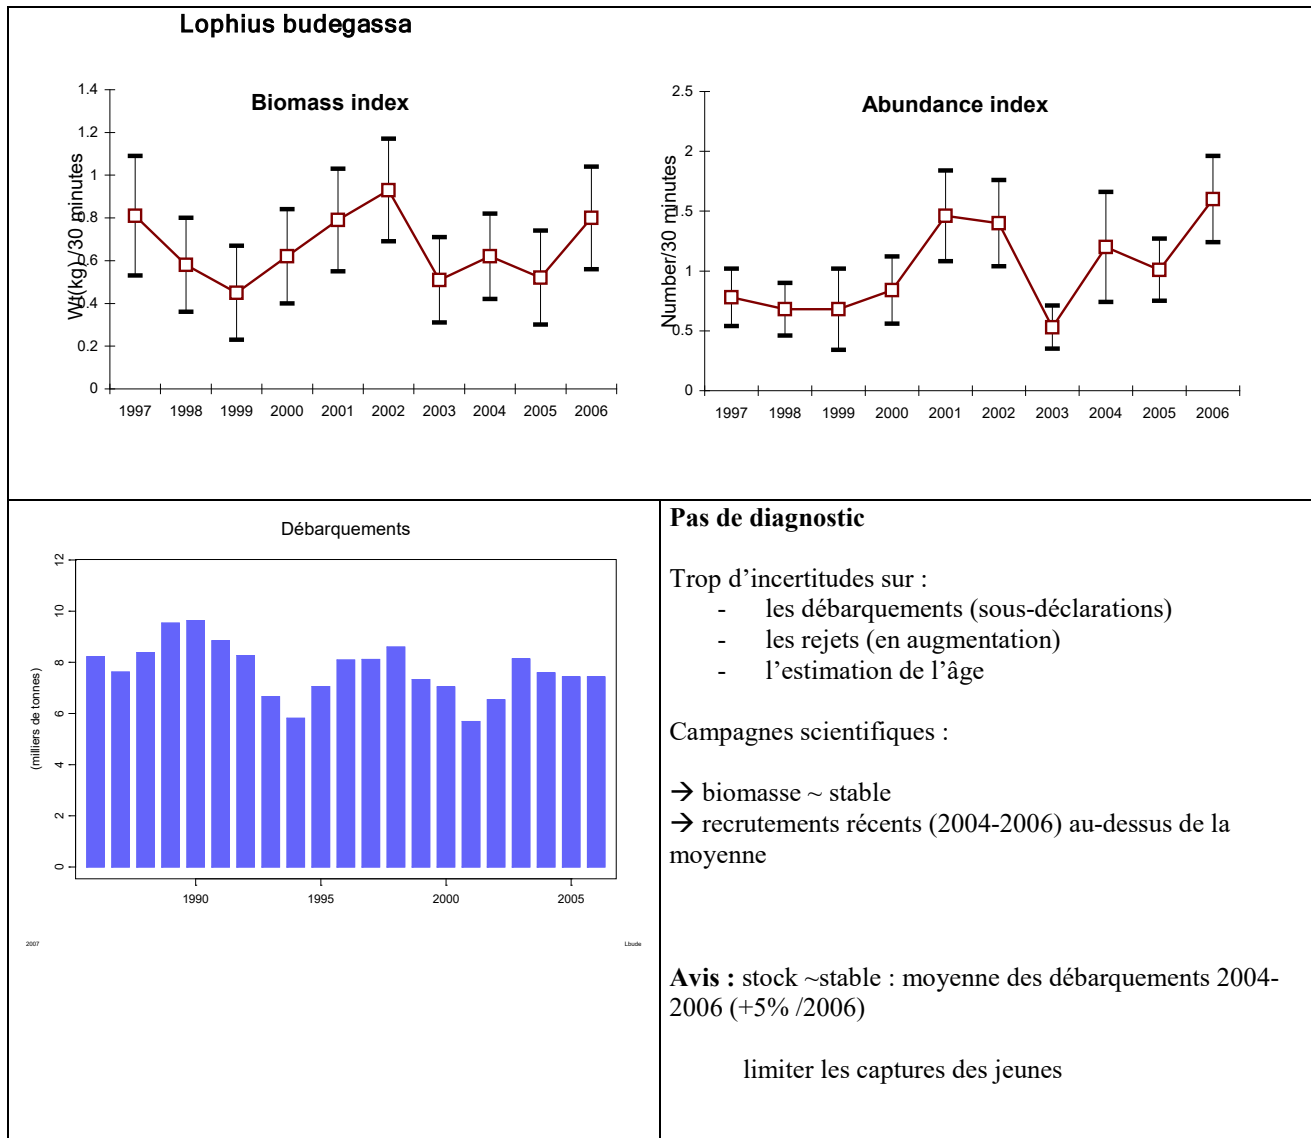 Lophius budegassa
Biomass index
Wt(kg) /30 minutes
1.4
1.2
1
0.8
0.6
0.4
0.2
0
1997 1998 1999 2000 2001 2002 2003 2004 2005 2006
Abundance index
Number/30 minutes
2.5
2
1.5
1
0.5
0
1997 1998 1999 2000 2001 2002 2003 2004 2005 2006
Débarquements
(milliers de tonnes)
12
10
8
6
4
2
0
1990 1995 2000 2005
2007 Lbude
Pas de diagnostic
Trop d’incertitudes sur :
- les débarquements (sous-déclarations)
- les rejets (en augmentation)
- l’estimation de l’âge
Campagnes scientifiques :
→ biomasse ~ stable
→ recrutements récents (2004-2006) au-dessus de la
moyenne
Avis : stock ~stable : moyenne des débarquements 2004-
2006 (+5% /2006)
limiter les captures des jeunes